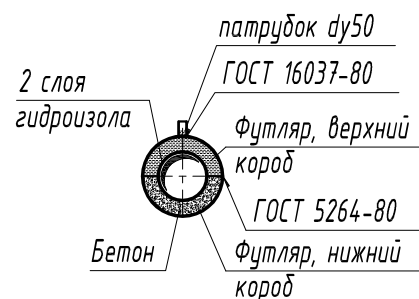 патрубок dy50
ГОСТ 16037-80
2 слоя
гидроизола
Футляр, верхний
короб
ГОСТ 5264-80
Бетон
Футляр, нижний
короб